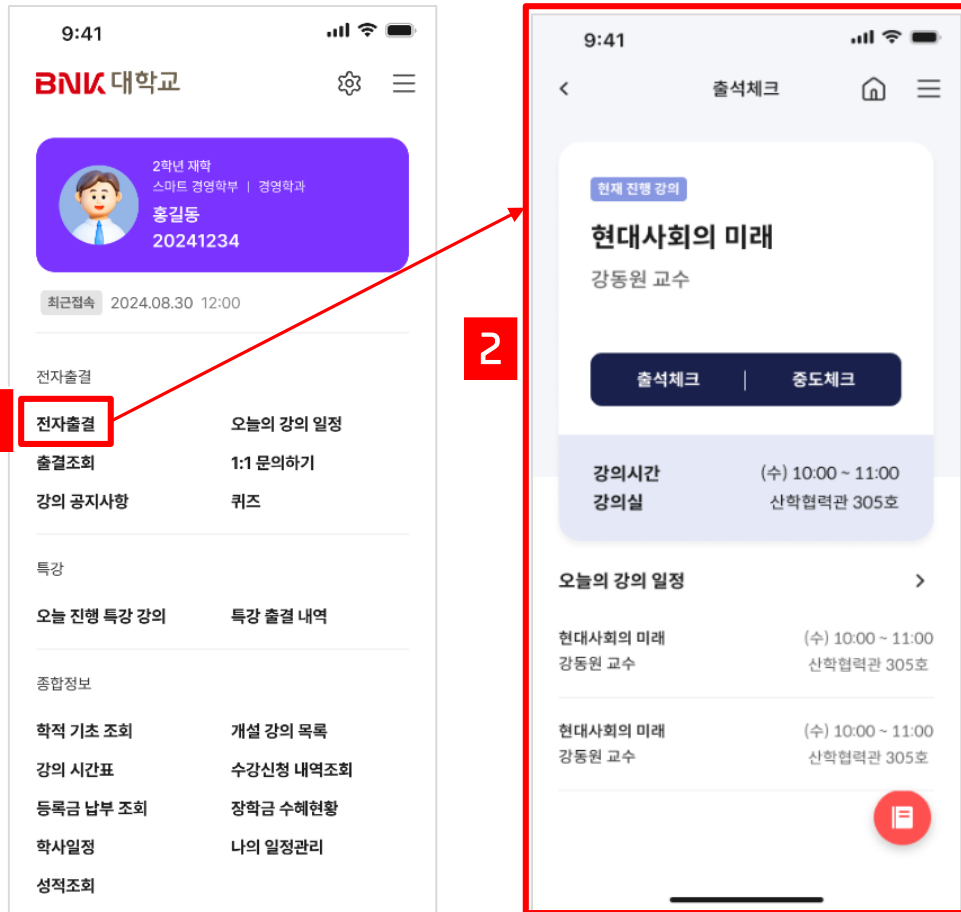 9:41
BNK 대학교
2학년 재학
스마트 경영학부 | 경영학과
홍길동
20241234
최근접속 2024.08.30 12:00
전자출결
전자출결 오늘의 강의 일정
출결조회 1:1 문의하기
강의 공지사항 퀴즈
특강
오늘 진행 특강 강의 특강 출결 내역
종합정보
학적 기초 조회 개설 강의 목록
강의 시간표 수강신청 내역조회
등록금 납부 조회 장학금 수혜현황
학사일정 나의 일정관리
성적조회
2
9:41
출석체크
현재 진행 강의
현대사회의 미래
강동원 교수
출석체크 | 중도체크
강의시간 (수) 10:00 ~ 11:00
강의실 산학협력관 305호
오늘의 강의 일정
현대사회의 미래 (수) 10:00 ~ 11:00
강동원 교수 산학협력관 305호
현대사회의 미래 (수) 10:00 ~ 11:00
강동원 교수 산학협력관 305호